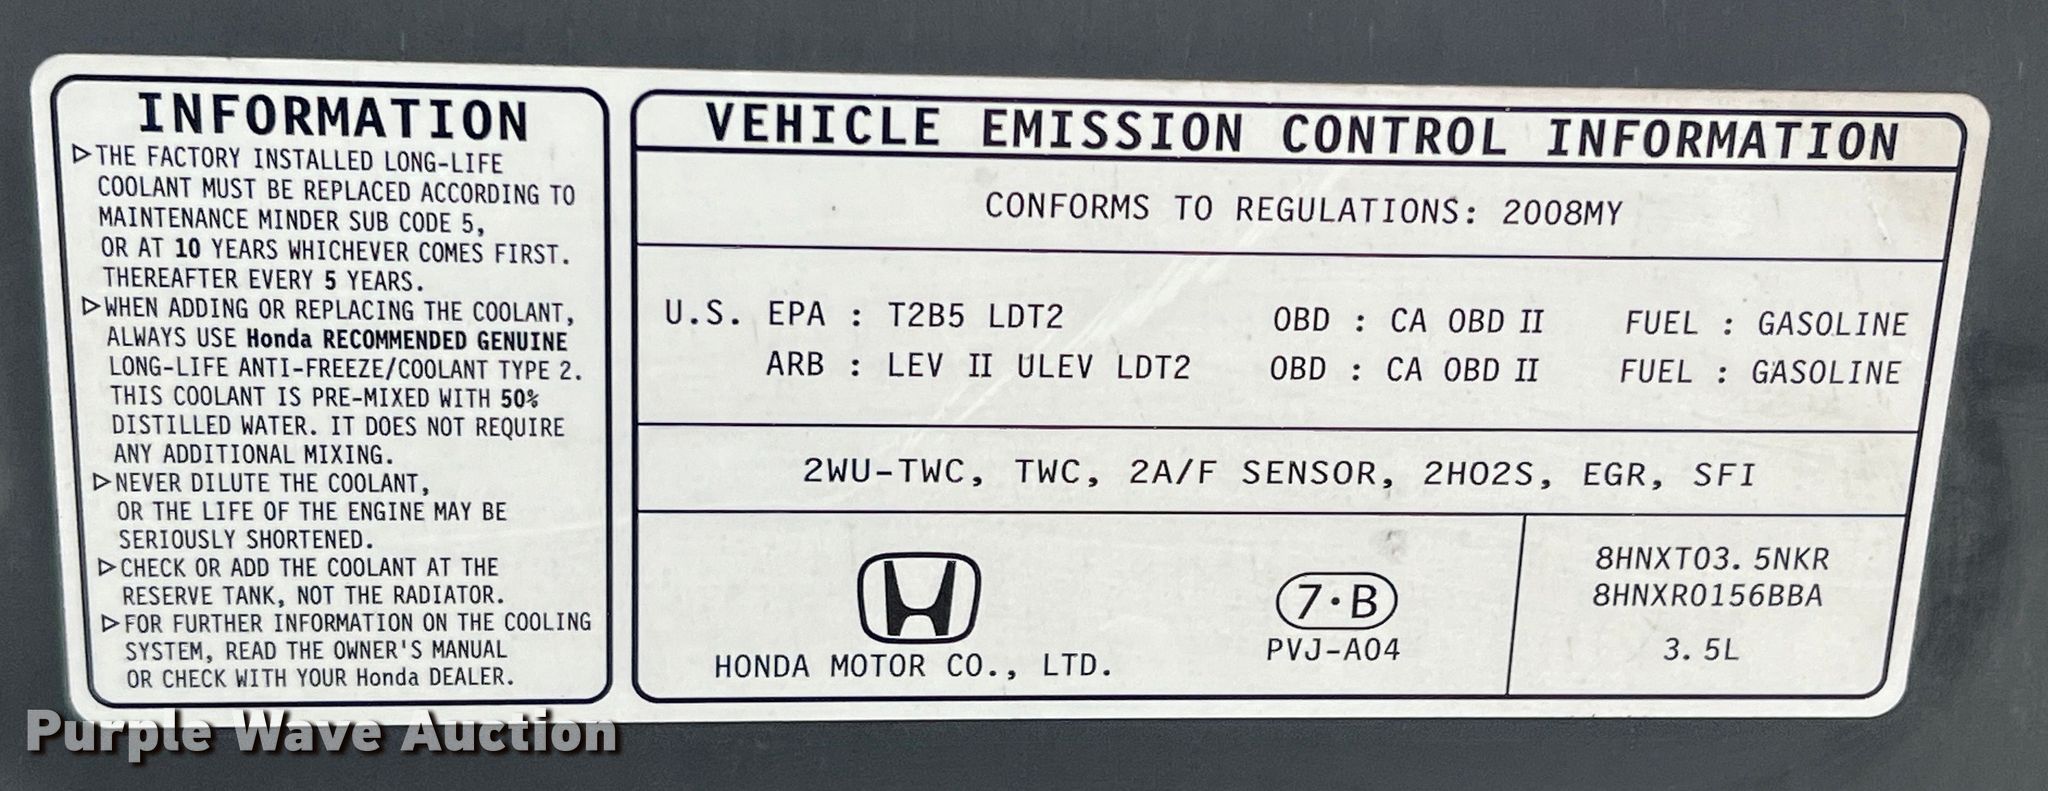 INFORMATION
▷THE FACTORY INSTALLED LONG-LIFE
COOLANT MUST BE REPLACED ACCORDING TO
MAINTENANCE MINDER SUB CODE 5,
OR AT 10 YEARS WHICHEVER COMES FIRST.
THEREAFTER EVERY 5 YEARS.
▷WHEN ADDING OR REPLACING THE COOLANT,
ALWAYS USE Honda RECOMMENDED GENUINE
LONG-LIFE ANTI-FREEZE/COOLANT TYPE 2.
THIS COOLANT IS PRE-MIXED WITH 50%
DISTILLED WATER. IT DOES NOT REQUIRE
ANY ADDITIONAL MIXING.
▷NEVER DILUTE THE COOLANT,
OR THE LIFE OF THE ENGINE MAY BE
SERIOUSLY SHORTENED.
▷CHECK OR ADD THE COOLANT AT THE
RESERVE TANK, NOT THE RADIATOR.
▷FOR FURTHER INFORMATION ON THE COOLING
SYSTEM, READ THE OWNER'S MANUAL
OR CHECK WITH YOUR Honda DEALER.
VEHICLE EMISSION CONTROL INFORMATION
CONFORMS TO REGULATIONS: 2008MY
U.S. EPA : T2B5 LDT2 OBD : CA OBD II FUEL : GASOLINE
ARB : LEV II ULEV LDT2 OBD : CA OBD II FUEL : GASOLINE
2WU-TWC, TWC, 2A/F SENSOR, 2HO2S, EGR, SFI
HONDA MOTOR CO., LTD.
7·B
PVJ-A04
8HNXT03.5NKR
8HNXR0156BBA
3.5L
Purple Wave Auction